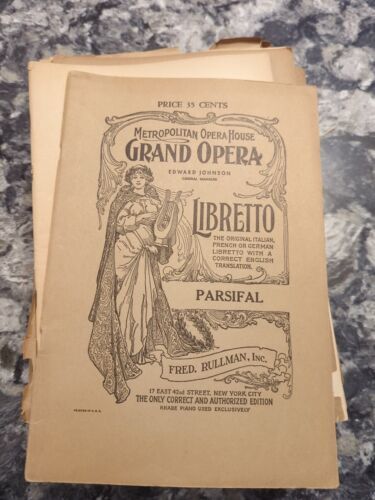 PRICE 35 CENTS
METROPOLITAN OPERA HOUSE
GRAND OPERA
EDWARD JOHNSON
GENERAL MANAGER
LIBRETTO
THE ORIGINAL ITALIAN,
FRENCH OR GERMAN
LIBRETTO WITH A
CORRECT ENGLISH
TRANSLATION.
PARSIFAL
FRED. RULLMAN, INC.
17 EAST 42nd STREET, NEW YORK CITY
THE ONLY CORRECT AND AUTHORIZED EDITION
KNABE PIANO USED EXCLUSIVELY
PRINTED IN U.S.A.